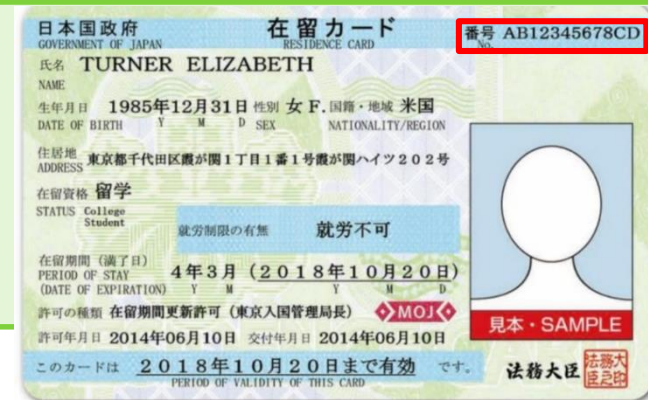 日本国政府 在留カード 番号 AB12345678CD
GOVERNMENT OF JAPAN RESIDENCE CARD No.
氏名 TURNER ELIZABETH
NAME
生年月日 1985年12月31日 性別 女 F. 国籍・地域 米国
DATE OF BIRTH Y M D SEX NATIONALITY/REGION
住居地 東京都千代田区霞が関1丁目1番1号霞が関ハイツ202号
ADDRESS
在留資格 留学
STATUS College
Student
就労制限の有無 就労不可
在留期間(満了日)
PERIOD OF STAY 4年3月(2018年10月20日)
(DATE OF EXPIRATION) Y M Y M D
許可の種類 在留期間更新許可(東京入国管理局長) MOJ
見本・SAMPLE
許可年月日 2014年06月10日 交付年月日 2014年06月10日
このカードは 2018年10月20日まで有効 です。
PERIOD OF VALIDITY OF THIS CARD
法務大臣 法務大臣之印